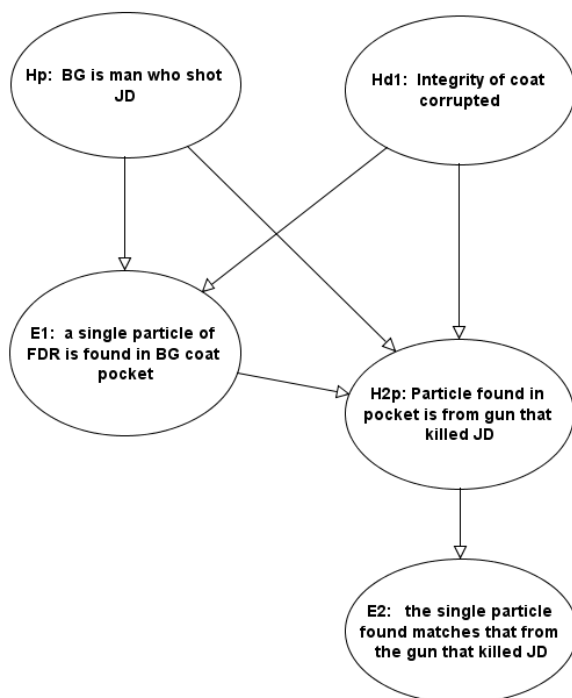 Hp: BG is man who shot
JD
Hd1: Integrity of coat
corrupted
E1: a single particle of
FDR is found in BG coat
pocket
H2p: Particle found in
pocket is from gun that
killed JD
E2: the single particle
found matches that from
the gun that killed JD